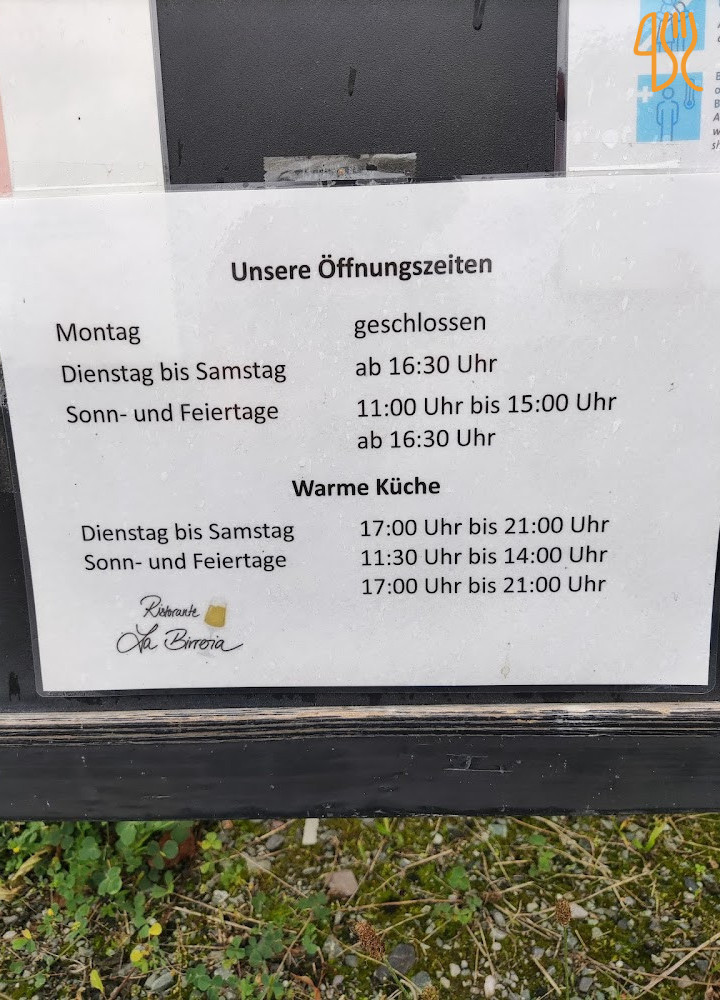 Unsere Öffnungszeiten
Montag geschlossen
Dienstag bis Samstag ab 16:30 Uhr
Sonn- und Feiertage 11:00 Uhr bis 15:00 Uhr
ab 16:30 Uhr
Warme Küche
Dienstag bis Samstag 17:00 Uhr bis 21:00 Uhr
Sonn- und Feiertage 11:30 Uhr bis 14:00 Uhr
17:00 Uhr bis 21:00 Uhr
Ristorante
La Birreia